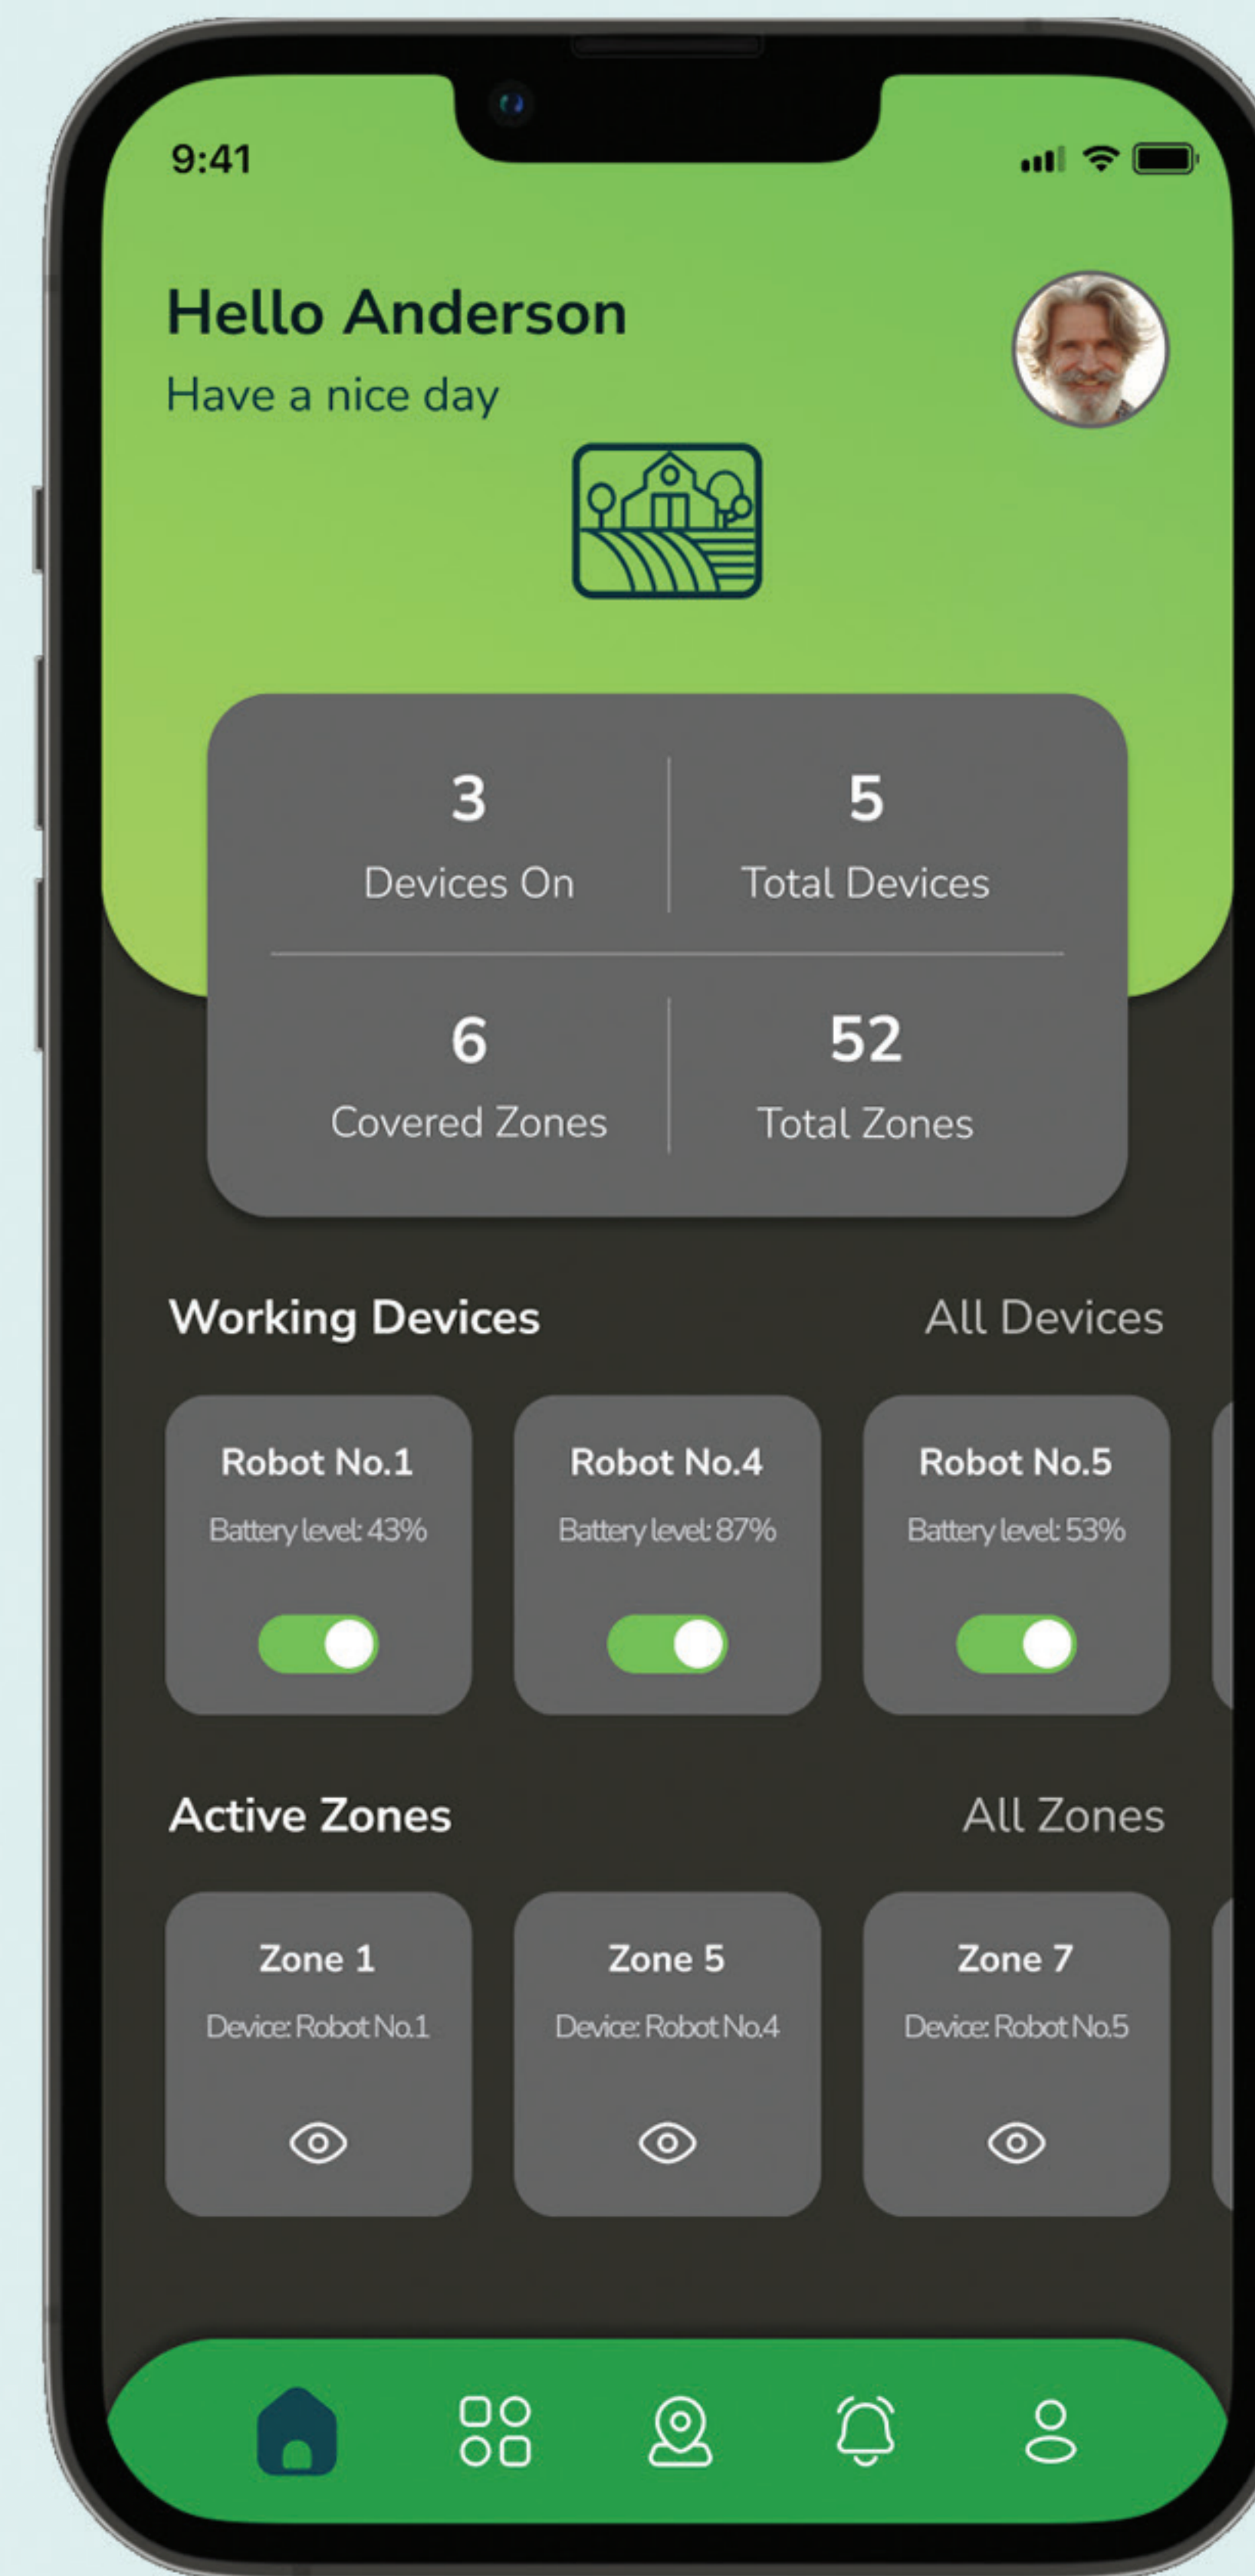 9:41
Hello Anderson
Have a nice day
3
Devices On
5
Total Devices
6
Covered Zones
52
Total Zones
Working Devices
All Devices
Robot No.1
Battery level: 43%
Robot No.4
Battery level: 87%
Robot No.5
Battery level: 53%
Active Zones
All Zones
Zone 1
Device: Robot No.1
Zone 5
Device: Robot No.4
Zone 7
Device: Robot No.5